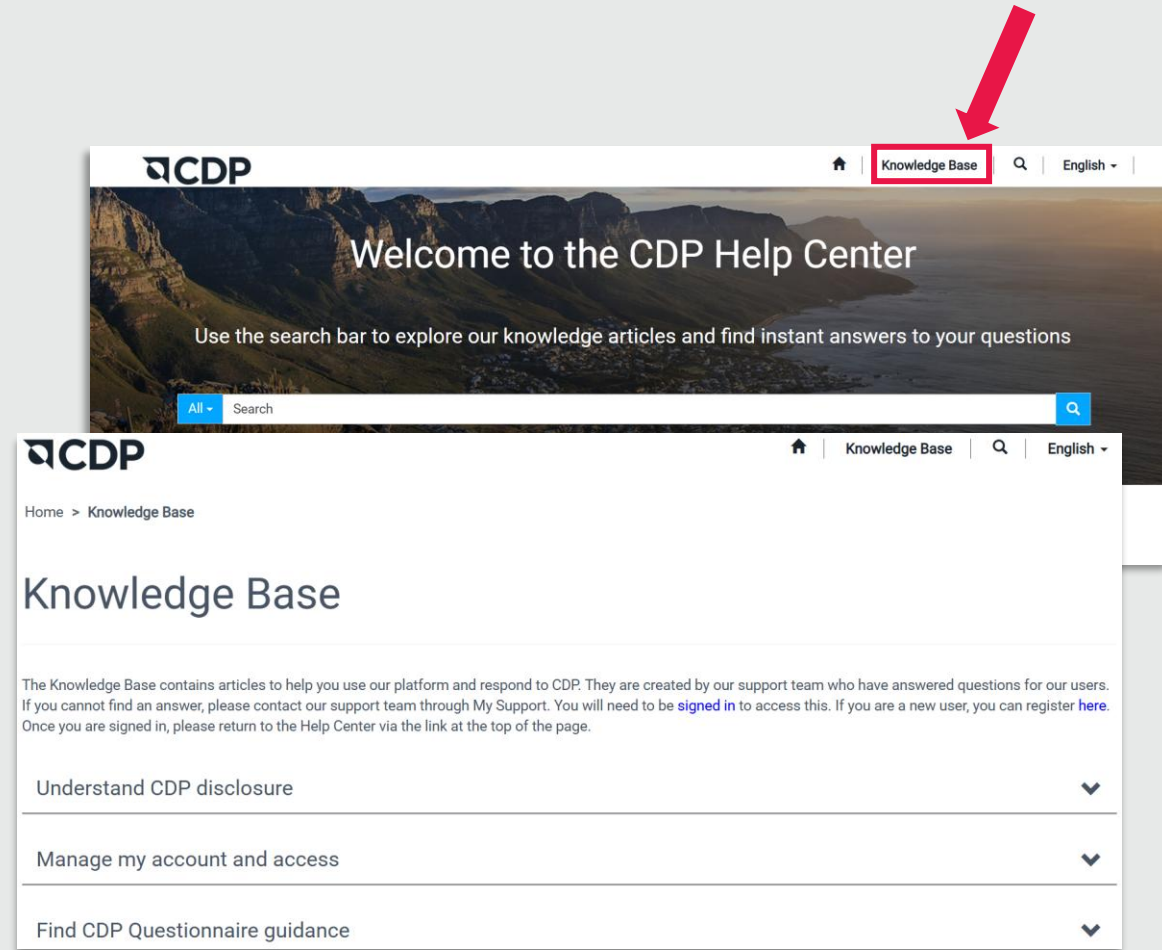 CDP
Knowledge Base
English
Welcome to the CDP Help Center
Use the search bar to explore our knowledge articles and find instant answers to your questions
All
Search
CDP
Knowledge Base
English
Home > Knowledge Base
Knowledge Base
The Knowledge Base contains articles to help you use our platform and respond to CDP. They are created by our support team who have answered questions for our users.
If you cannot find an answer, please contact our support team through My Support. You will need to be signed in to access this. If you are a new user, you can register here.
Once you are signed in, please return to the Help Center via the link at the top of the page.
Understand CDP disclosure
Manage my account and access
Find CDP Questionnaire guidance